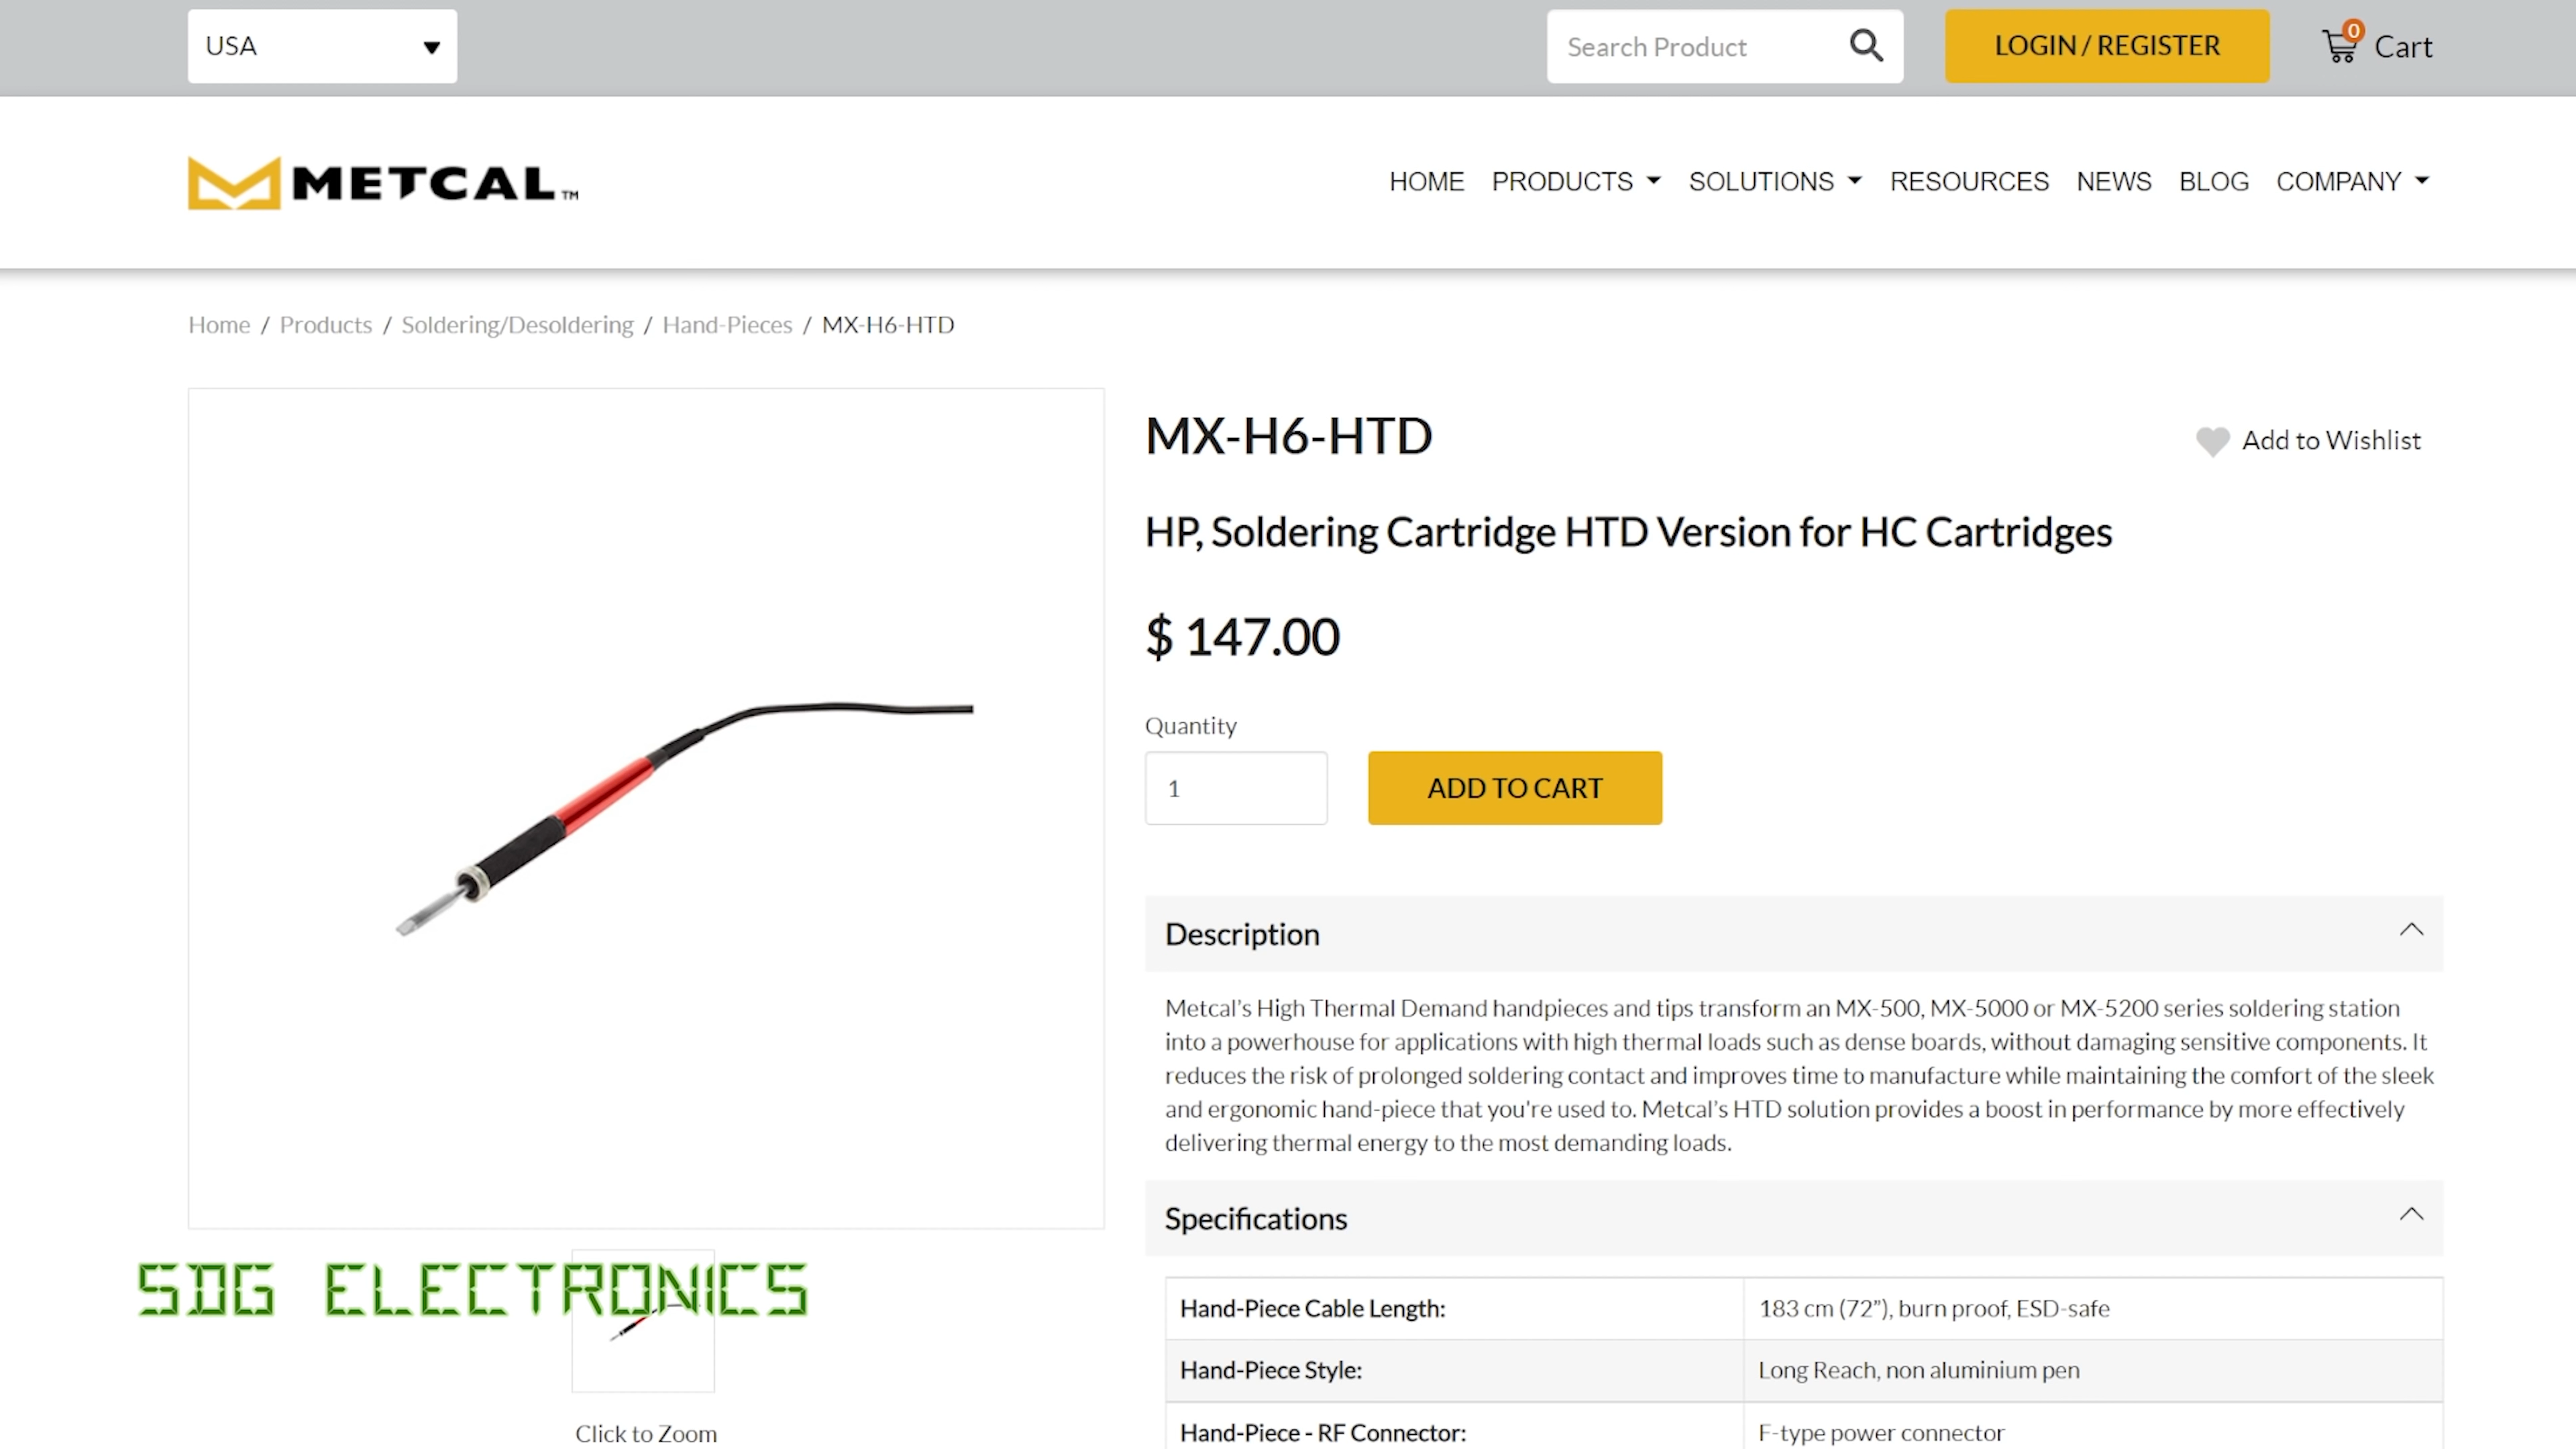 USA
Search Product
LOGIN / REGISTER
0
Cart
METCAL™
HOME PRODUCTS SOLUTIONS RESOURCES NEWS BLOG COMPANY
Home / Products / Soldering/Desoldering / Hand-Pieces / MX-H6-HTD
MX-H6-HTD
Add to Wishlist
HP, Soldering Cartridge HTD Version for HC Cartridges
$ 147.00
Quantity
1
ADD TO CART
Description
Metcal’s High Thermal Demand handpieces and tips transform an MX-500, MX-5000 or MX-5200 series soldering station
into a powerhouse for applications with high thermal loads such as dense boards, without damaging sensitive components. It
reduces the risk of prolonged soldering contact and improves time to manufacture while maintaining the comfort of the sleek
and ergonomic hand-piece that you're used to. Metcal’s HTD solution provides a boost in performance by more effectively
delivering thermal energy to the most demanding loads.
Specifications
Hand-Piece Cable Length: 183 cm (72”), burn proof, ESD-safe
Hand-Piece Style: Long Reach, non aluminium pen
Hand-Piece - RF Connector: F-type power connector
SDG ELECTRONICS
Click to Zoom